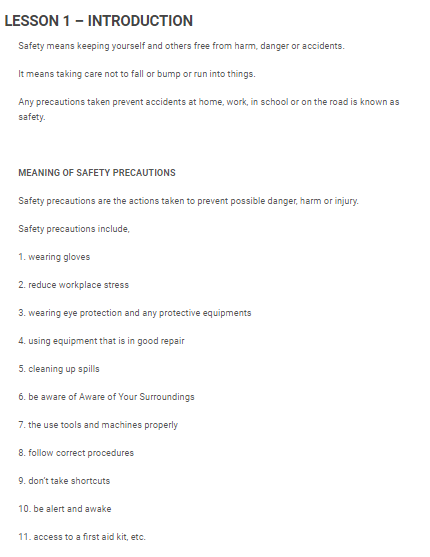 LESSON 1 – INTRODUCTION
Safety means keeping yourself and others free from harm, danger or accidents.
It means taking care not to fall or bump or run into things.
Any precautions taken prevent accidents at home, work, in school or on the road is known as
safety.
MEANING OF SAFETY PRECAUTIONS
Safety precautions are the actions taken to prevent possible danger, harm or injury.
Safety precautions include,
1. wearing gloves
2. reduce workplace stress
3. wearing eye protection and any protective equipments
4. using equipment that is in good repair
5. cleaning up spills
6. be aware of Aware of Your Surroundings
7. the use tools and machines properly
8. follow correct procedures
9. don't take shortcuts
10. be alert and awake
11. access to a first aid kit, etc.